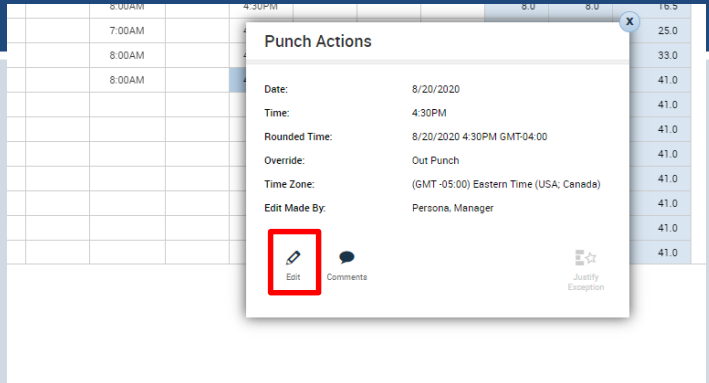 8:00AM 4:30PM 8.0 8.0 16.5
X
7:00AM 25.0
Punch Actions
8:00AM 33.0
8:00AM 41.0
Date: 8/20/2020
41.0
Time: 4:30PM
41.0
Rounded Time: 8/20/2020 4:30PM GMT-04:00
Override: Out Punch
41.0
Time Zone: (GMT -05:00) Eastern Time (USA; Canada)
41.0
Edit Made By: Persona, Manager
41.0
41.0
41.0
Edit Comments Justify
Exception